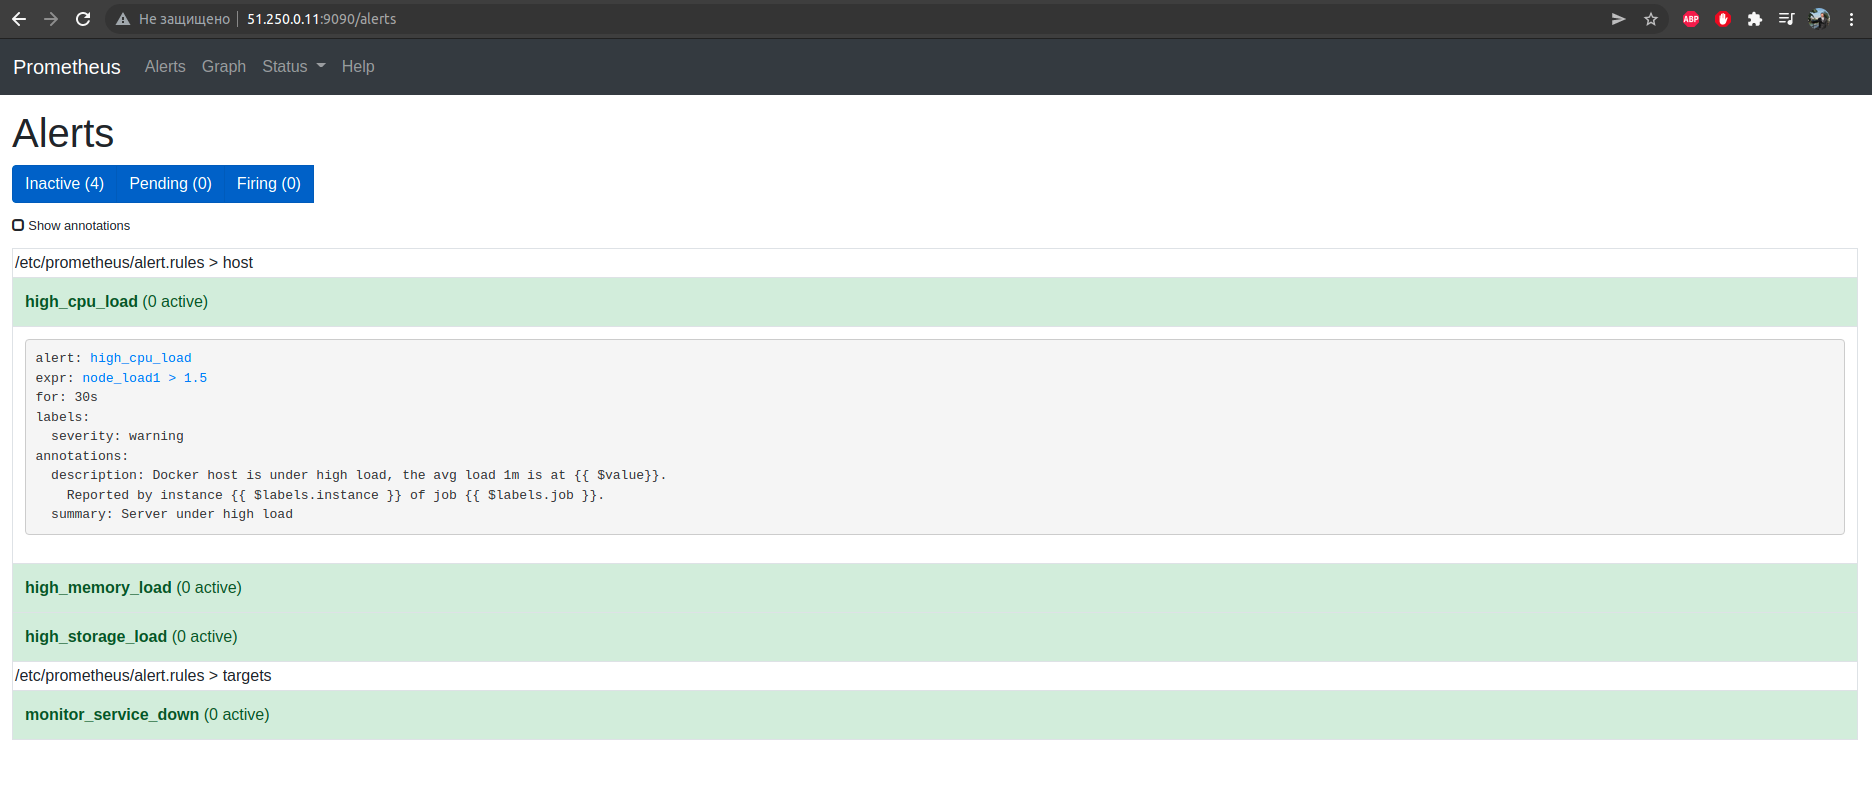 Не защищено 51.250.0.11:9090/alerts
ABP
Prometheus Alerts Graph Status Help
Alerts
Inactive (4) Pending (0) Firing (0)
Show annotations
/etc/prometheus/alert.rules > host
high_cpu_load (0 active)
alert: high_cpu_load
expr: node_load1 > 1.5
for: 30s
labels:
  severity: warning
annotations:
  description: Docker host is under high load, the avg load 1m is at {{ $value}}.
    Reported by instance {{ $labels.instance }} of job {{ $labels.job }}.
  summary: Server under high load
high_memory_load (0 active)
high_storage_load (0 active)
/etc/prometheus/alert.rules > targets
monitor_service_down (0 active)